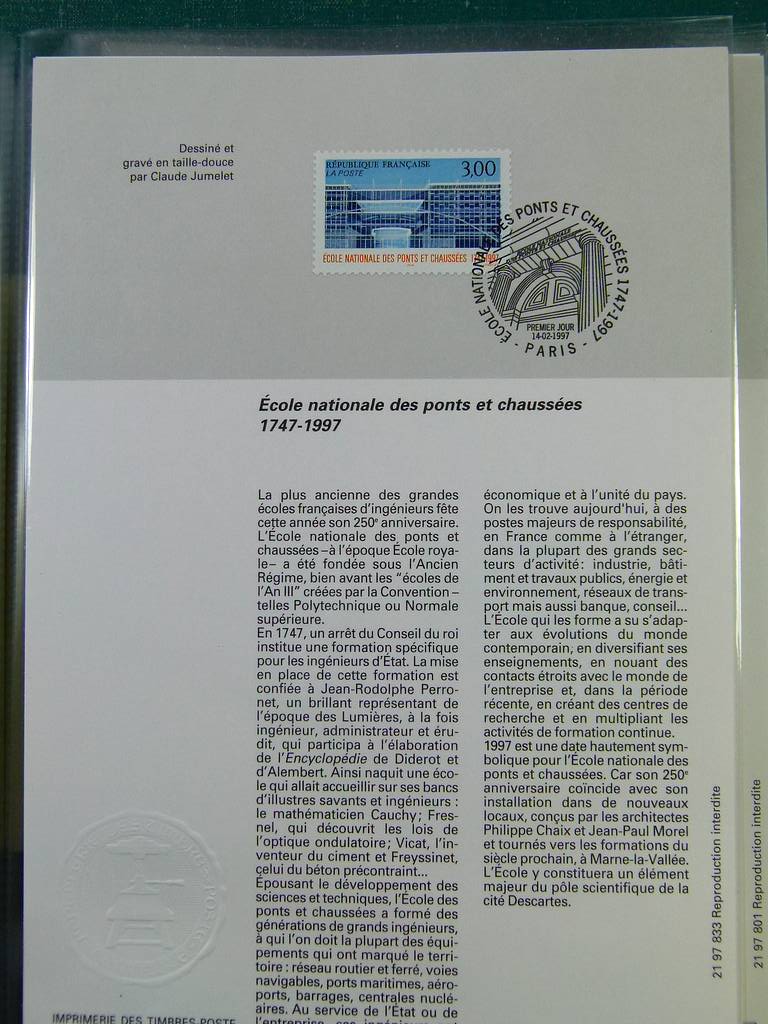 Dessiné et
gravé en taille-douce
par Claude Jumelet
RÉPUBLIQUE FRANÇAISE
LA POSTE
3,00
ÉCOLE NATIONALE DES PONTS ET CHAUSSÉES 1747-1997
ÉCOLE NATIONALE DES PONTS ET CHAUSSÉES 1747-1997
PREMIER JOUR
14-02-1997
- PARIS -
École nationale des ponts et chaussées
1747-1997
La plus ancienne des grandes
écoles françaises d'ingénieurs fête
cette année son 250e anniversaire.
L'École nationale des ponts et
chaussées –à l'époque École roya-
le– a été fondée sous l'Ancien
Régime, bien avant les "écoles de
l'An III" créées par la Convention –
telles Polytechnique ou Normale
supérieure.
En 1747, un arrêt du Conseil du roi
institue une formation spécifique
pour les ingénieurs d'État. La mise
en place de cette formation est
confiée à Jean-Rodolphe Perro-
net, un brillant représentant de
l'époque des Lumières, à la fois
ingénieur, administrateur et éru-
dit, qui participa à l'élaboration
de l'Encyclopédie de Diderot et
d'Alembert. Ainsi naquit une éco-
le qui allait accueillir sur ses bancs
d'illustres savants et ingénieurs :
le mathématicien Cauchy; Fres-
nel, qui découvrit les lois de
l'optique ondulatoire; Vicat, l'in-
venteur du ciment et Freyssinet,
celui du béton précontraint...
Épousant le développement des
sciences et techniques, l'École des
ponts et chaussées a formé des
générations de grands ingénieurs,
à qui l'on doit la plupart des équi-
pements qui ont marqué le terri-
toire : réseau routier et ferré, voies
navigables, ports maritimes, aéro-
ports, barrages, centrales nuclé-
aires. Au service de l'État ou de
l'entreprise, ces ingénieurs ont
économique et à l'unité du pays.
On les trouve aujourd'hui, à des
postes majeurs de responsabilité,
en France comme à l'étranger,
dans la plupart des grands sec-
teurs d'activité: industrie, bâti-
ment et travaux publics, énergie et
environnement, réseaux de trans-
port mais aussi banque, conseil...
L'École qui les forme a su s'adap-
ter aux évolutions du monde
contemporain, en diversifiant ses
enseignements, en nouant des
contacts étroits avec le monde de
l'entreprise et, dans la période
récente, en créant des centres de
recherche et en multipliant les
activités de formation continue.
1997 est une date hautement sym-
bolique pour l'École nationale des
ponts et chaussées. Car son 250e
anniversaire coïncide avec son
installation dans de nouveaux
locaux, conçus par les architectes
Philippe Chaix et Jean-Paul Morel
et tournés vers les formations du
siècle prochain, à Marne-la-Vallée.
L'École y constituera un élément
majeur du pôle scientifique de la
cité Descartes.
21 97 833 Reproduction interdite
21 97 801 Reproduction interdite
IMPRIMERIE DES TIMBRES-POSTE